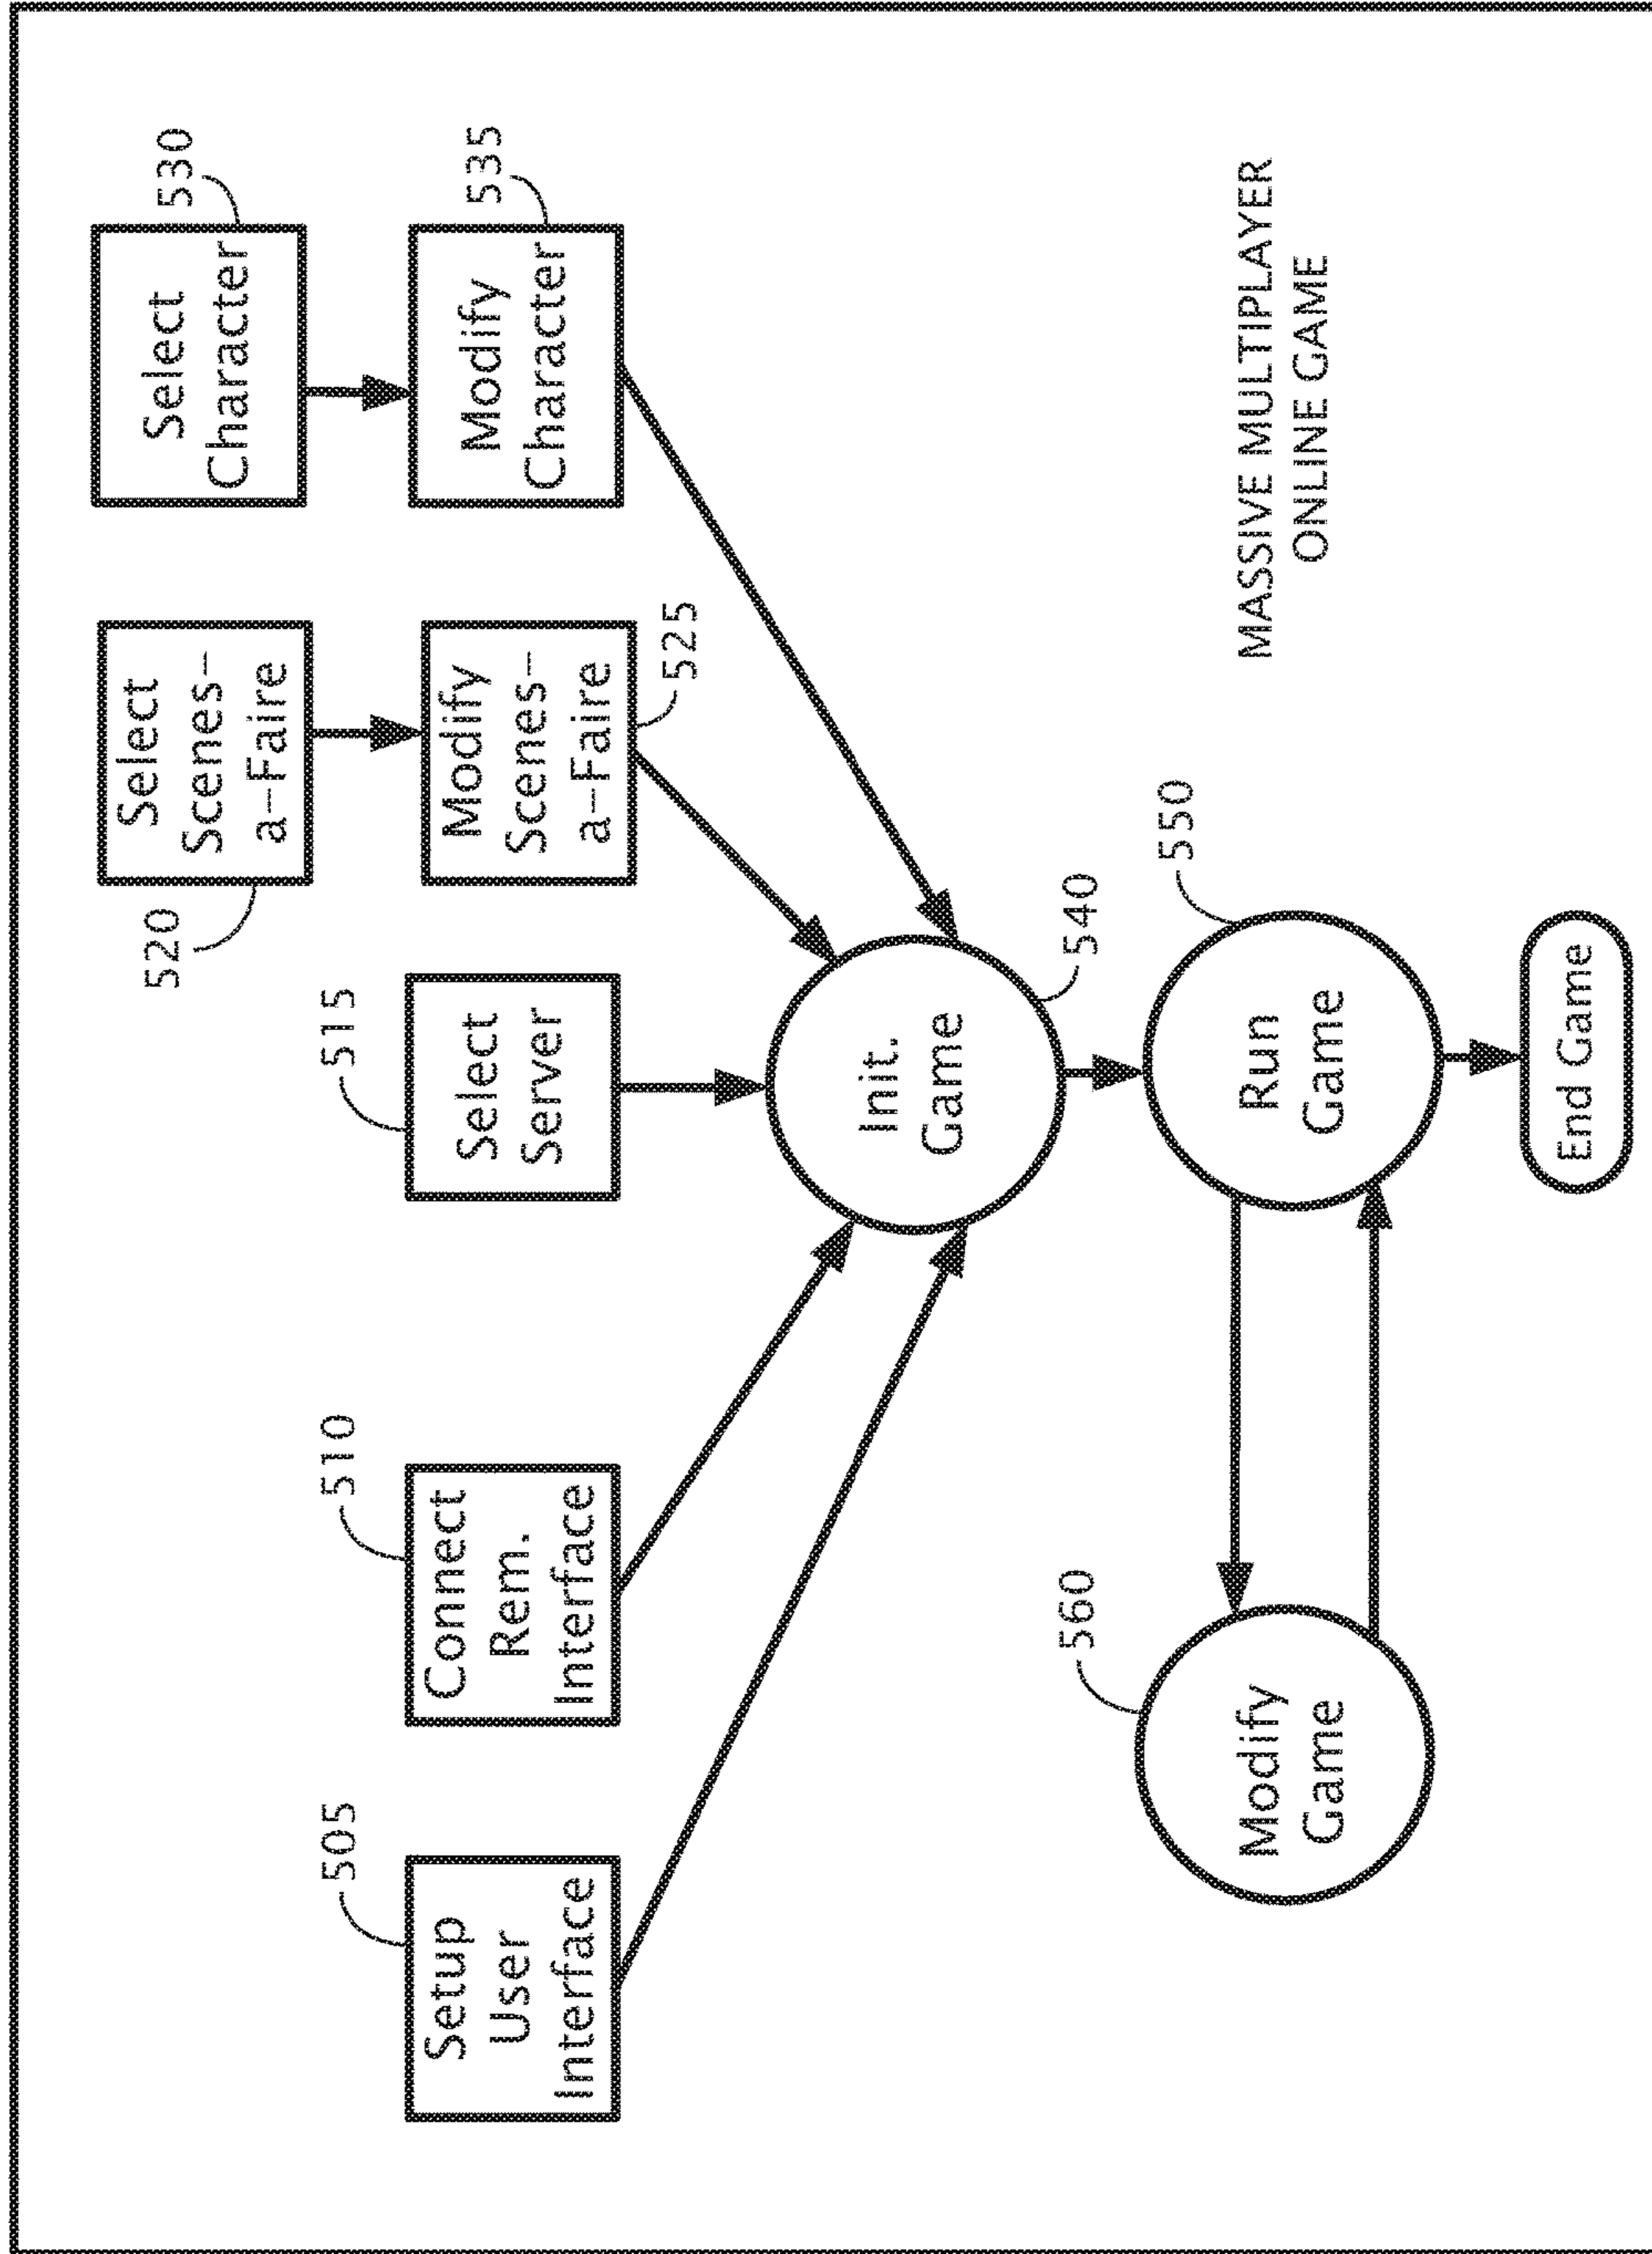 530
Select
Character
520
Select
Scenes-
a-Faire
535
Modify
Character
525
Modify
Scenes-
a-Faire
515
Select
Server
510
Connect
Rem.
Interface
505
Setup
User
Interface
540
Init.
Game
550
Run
Game
560
Modify
Game
End Game
MASSIVE MULTIPLAYER
ONLINE GAME